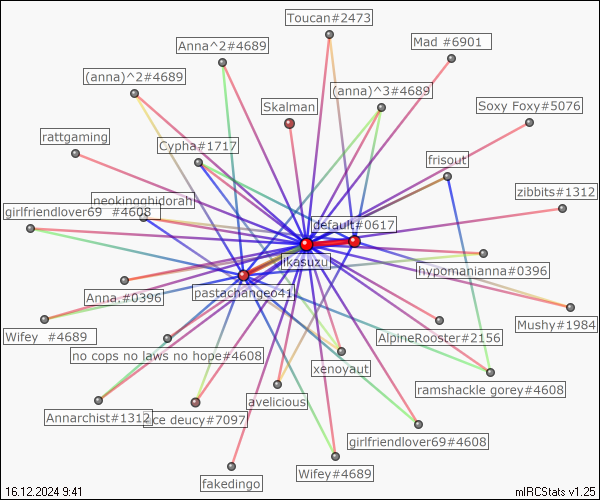 Toucan#2473
Anna^2#4689
Mad #6901
(anna)^2#4689
(anna)^3#4689
Skalman
Soxy Foxy#5076
rattgaming
Cypha#1717
frisout
neokingghidorah
zibbits#1312
girlfriendlover69 #4608
default#0617
ikasuzu
hypomanianna#0396
Anna.#0396
pastachangeo41
Mushy#1984
Wifey #4689
AlpineRooster#2156
no cops no laws no hope#4608
xenoyaut
ramshackle gorey#4608
avelicious
Annarchist#1312
ce deucy#7097
girlfriendlover69#4608
fakedingo
Wifey#4689
16.12.2024 9:41
mIRCStats v1.25